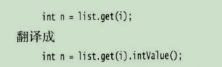 int n = list.get(i);
翻译成
int n = list.get(i).intValue();